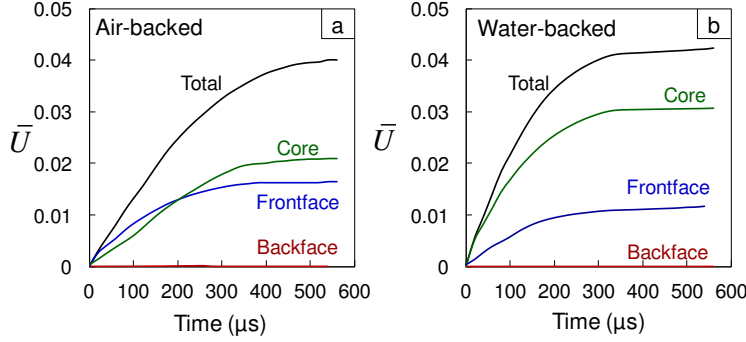 Air-backed
a
0.05
0.04
0.03
0.02
0.01
0
Ū
Total
Core
Frontface
Backface
0 100 200 300 400 500 600
Time (μs)
Water-backed
b
0.05
0.04
0.03
0.02
0.01
0
Ū
Total
Core
Frontface
Backface
0 100 200 300 400 500 600
Time (μs)